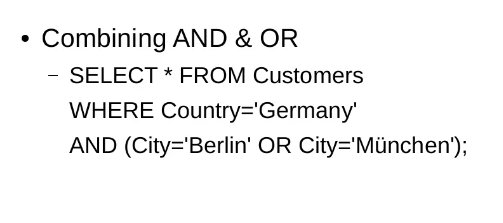 • Combining AND & OR
– SELECT * FROM Customers
WHERE Country='Germany'
AND (City='Berlin' OR City='München');